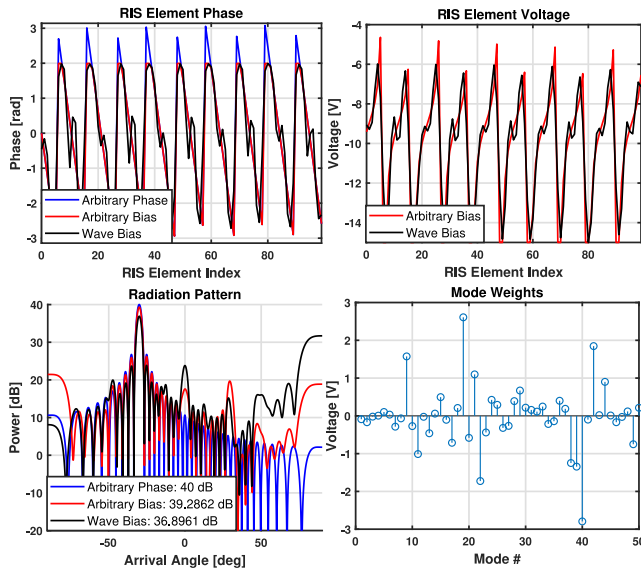 RIS Element Phase
3
2
1
0
-1
-2
-3
Phase [rad]
Arbitrary Phase
Arbitrary Bias
Wave Bias
0 20 40 60 80
RIS Element Index
RIS Element Voltage
-4
-6
-8
-10
-12
-14
Voltage [V]
Arbitrary Bias
Wave Bias
0 20 40 60 80
RIS Element Index
Radiation Pattern
40
30
20
10
0
-10
-20
Power [dB]
Arbitrary Phase: 40 dB
Arbitrary Bias: 39.2862 dB
Wave Bias: 36.8961 dB
-50 0 50
Arrival Angle [deg]
Mode Weights
3
2
1
0
-1
-2
-3
Voltage [V]
0 10 20 30 40 50
Mode #